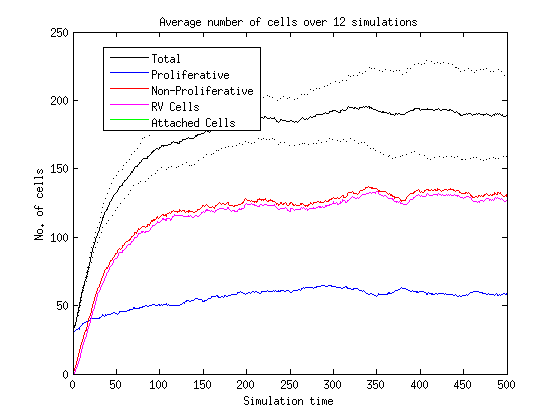 Average number of cells over 12 simulations
250
200
150
100
50
0
No. of cells
Total
Proliferative
Non-Proliferative
RV Cells
Attached Cells
0 50 100 150 200 250 300 350 400 450 500
Simulation time